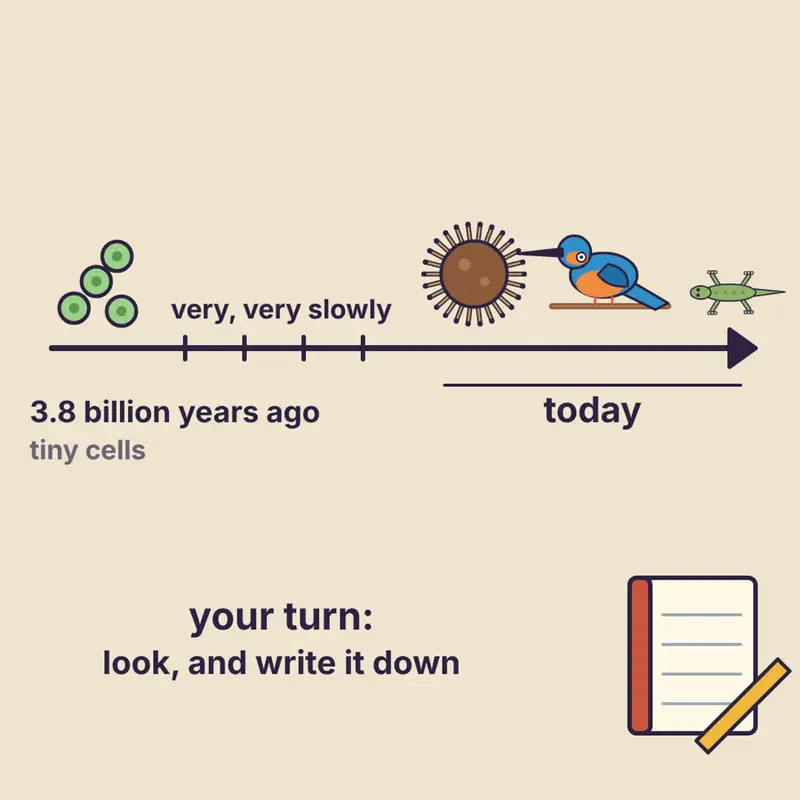 very, very slowly
3.8 billion years ago
today
tiny cells
your turn:
look, and write it down